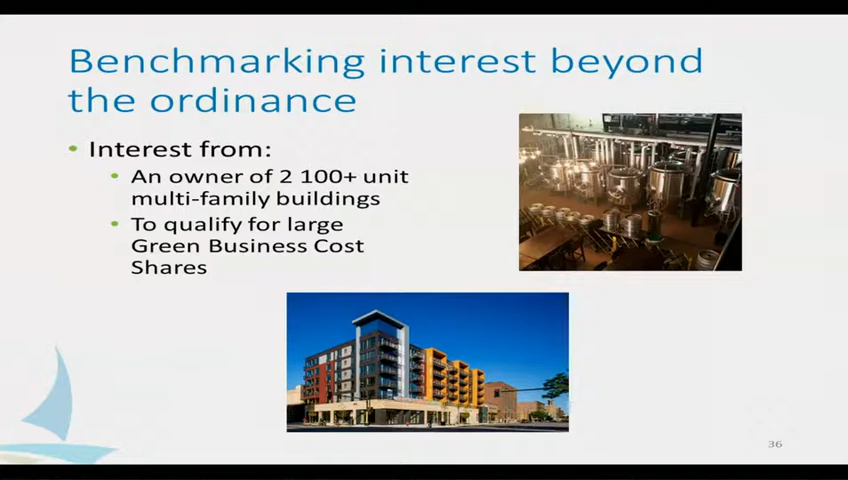 Benchmarking interest beyond
the ordinance
• Interest from:
• An owner of 2 100+ unit
multi-family buildings
• To qualify for large
Green Business Cost
Shares
36